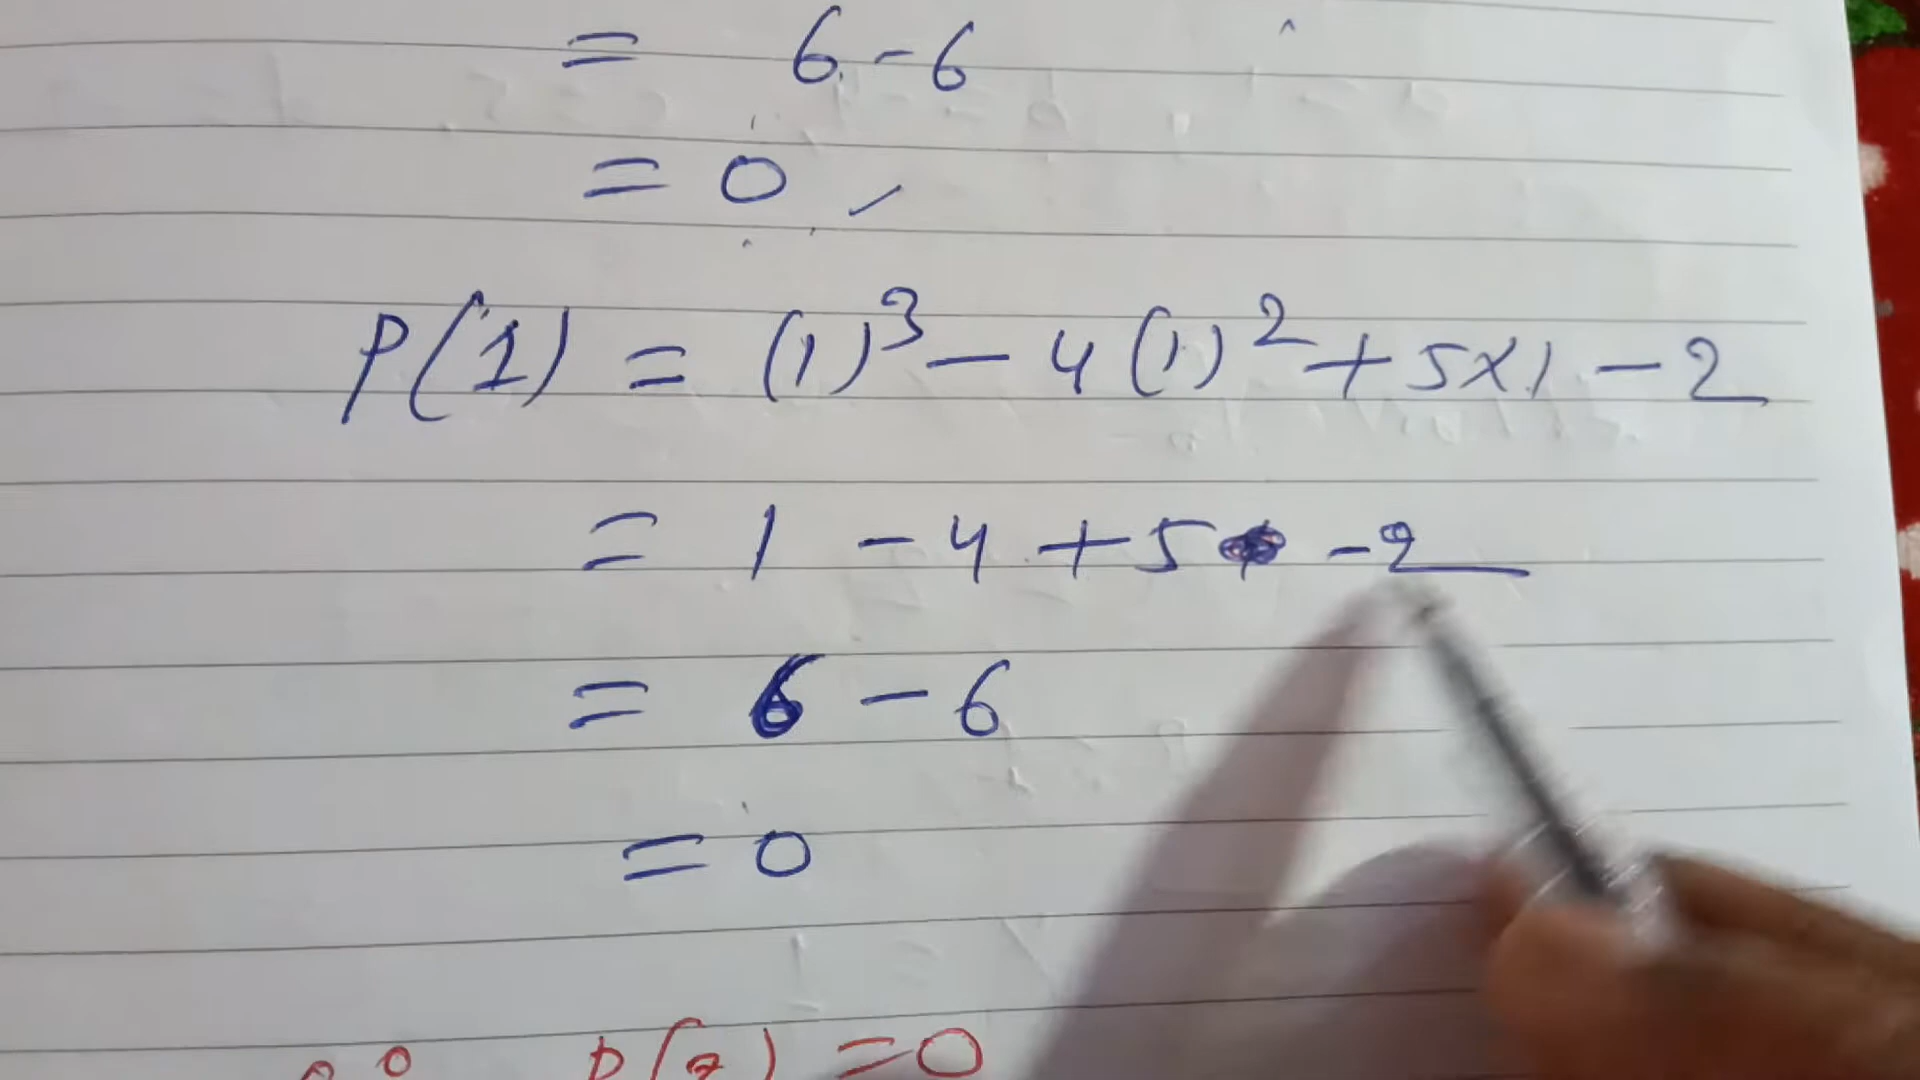 = 6 - 6
= 0
P(1) = (1)³ - 4(1)² + 5×1 - 2
= 1 - 4 + 5 - 2
= 6 - 6
= 0
p(2) = 0